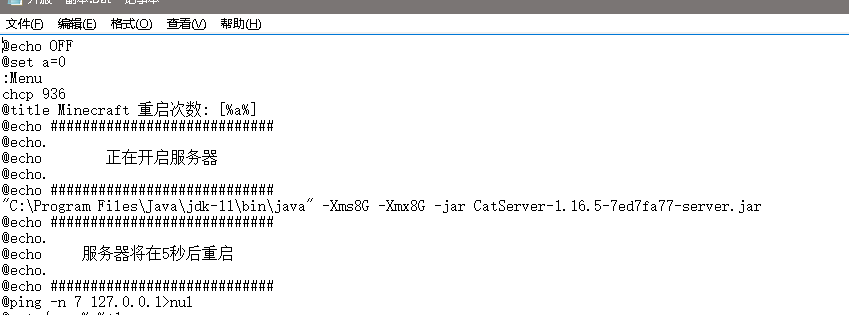 文件(F) 编辑(E) 格式(O) 查看(V) 帮助(H)
@echo OFF
@set a=0
:Menu
chcp 936
@title Minecraft 重启次数: [%a%]
@echo ############################
@echo.
@echo 正在开启服务器
@echo.
@echo ############################
"C:\Program Files\Java\jdk-11\bin\java" -Xms8G -Xmx8G -jar CatServer-1.16.5-7ed7fa77-server.jar
@echo ############################
@echo.
@echo 服务器将在5秒后重启
@echo.
@echo ############################
@ping -n 7 127.0.0.1>nul